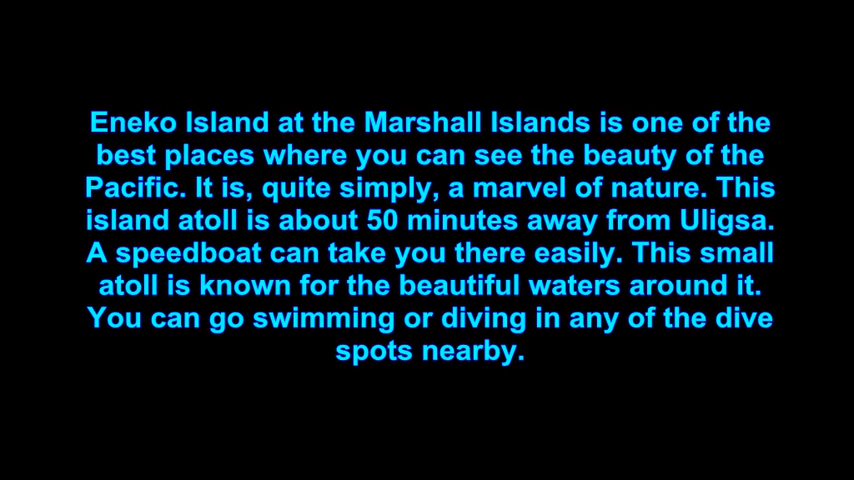 Eneko Island at the Marshall Islands is one of the
best places where you can see the beauty of the
Pacific. It is, quite simply, a marvel of nature. This
island atoll is about 50 minutes away from Uligsa.
A speedboat can take you there easily. This small
atoll is known for the beautiful waters around it.
You can go swimming or diving in any of the dive
spots nearby.